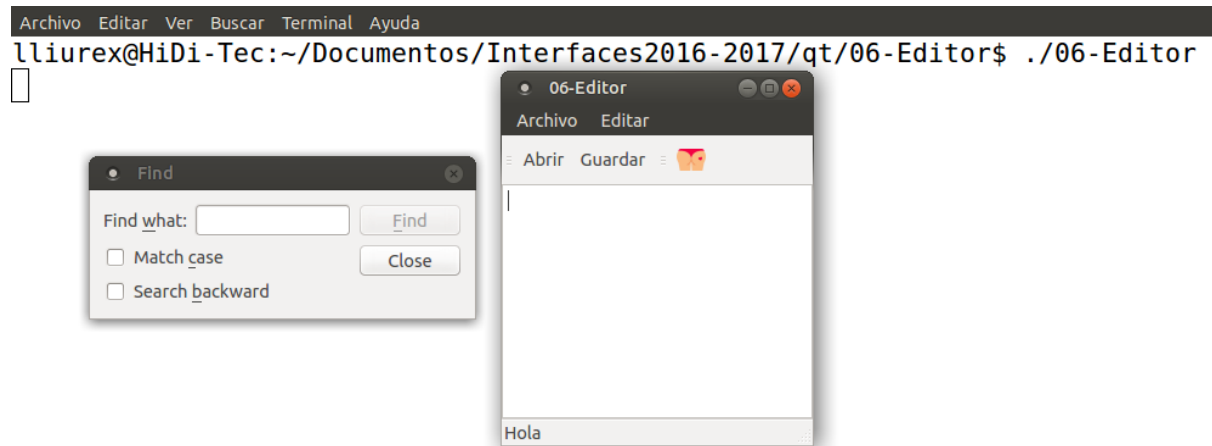 Archivo Editar Ver Buscar Terminal Ayuda
lliurex@HiDi-Tec:~/Documentos/Interfaces2016-2017/qt/06-Editor$ ./06-Editor
06-Editor
Archivo Editar
Abrir Guardar
Hola
Find
Find what:
Find
Match case
Close
Search backward